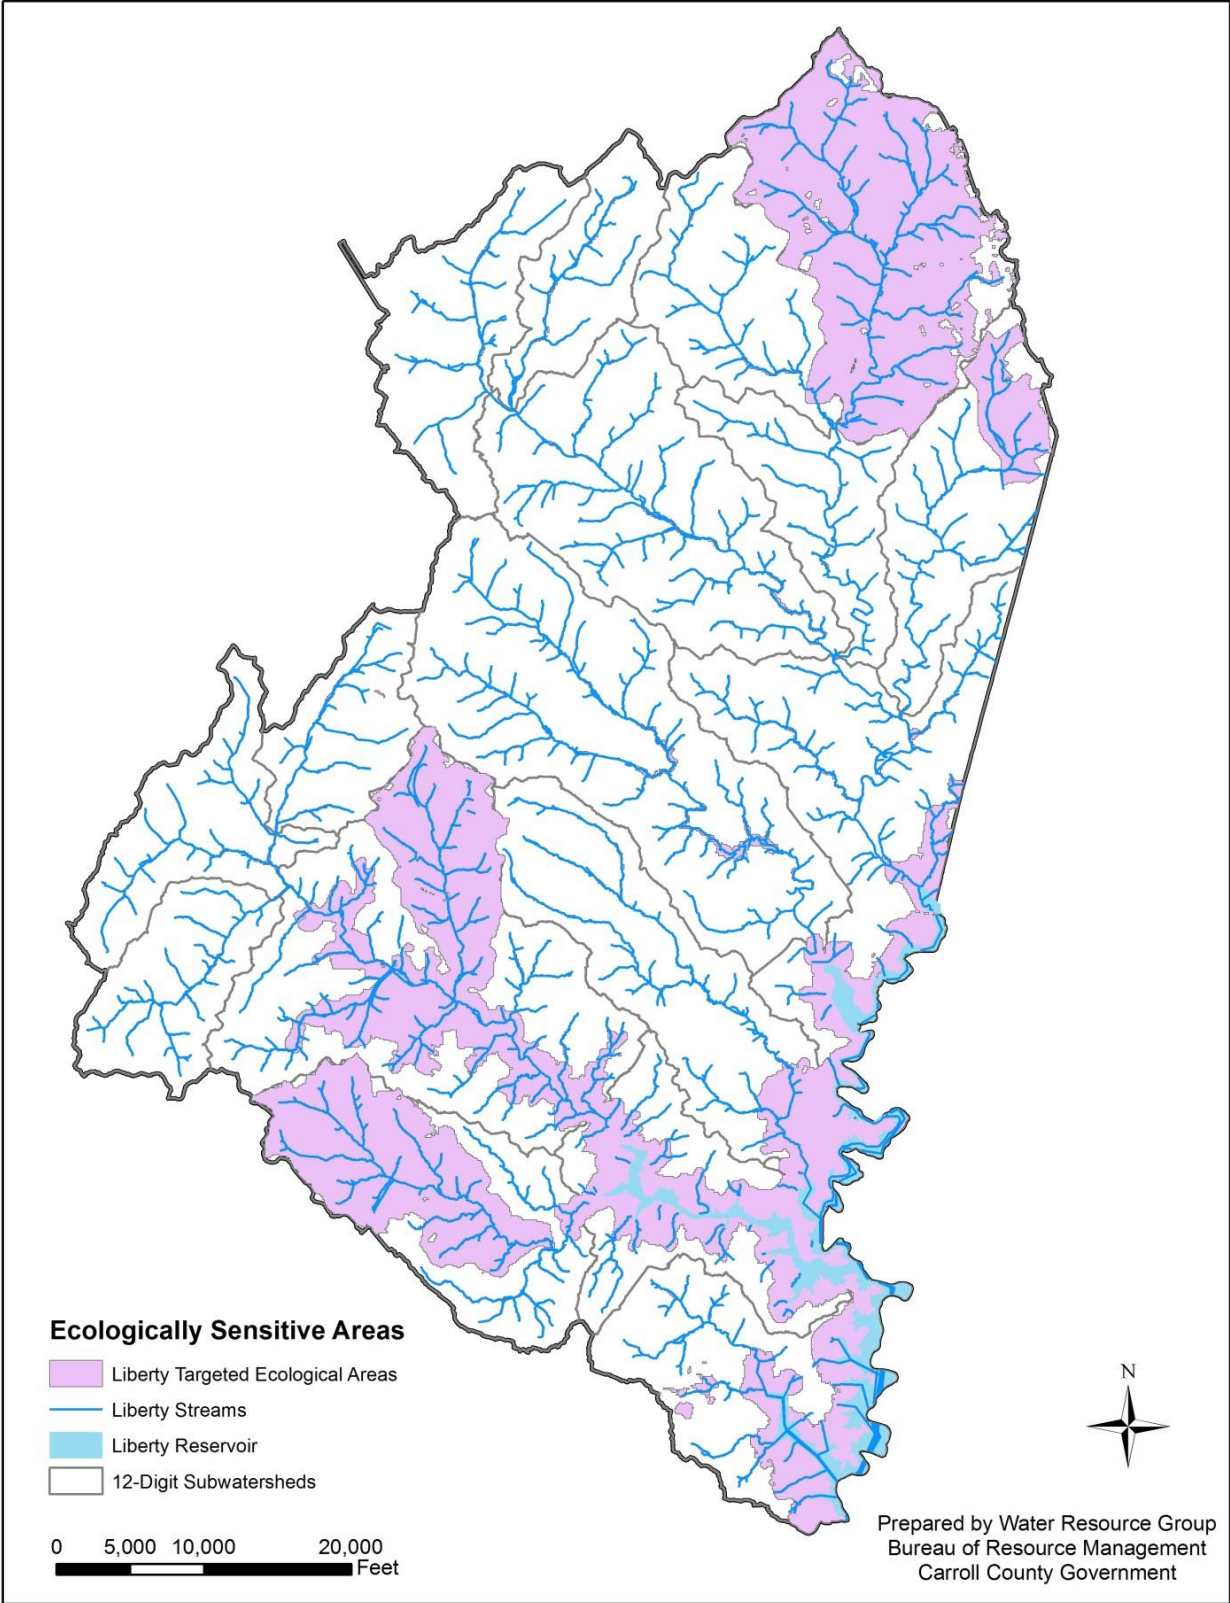 Ecologically Sensitive Areas
Liberty Targeted Ecological Areas
Liberty Streams
Liberty Reservoir
12-Digit Subwatersheds
0 5,000 10,000 20,000
Feet
N
Prepared by Water Resource Group
Bureau of Resource Management
Carroll County Government